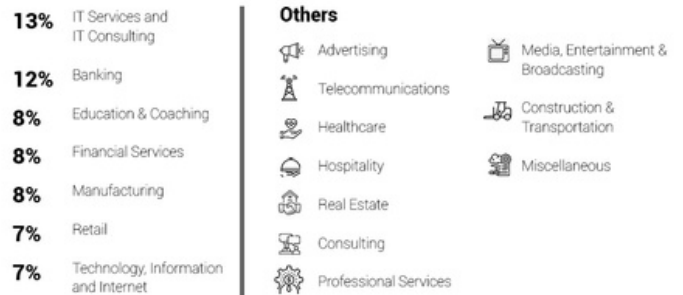 13% IT Services and
IT Consulting
12% Banking
8% Education & Coaching
8% Financial Services
8% Manufacturing
7% Retail
7% Technology, Information
and Internet
Others
Advertising
Telecommunications
Healthcare
Hospitality
Real Estate
Consulting
Professional Services
Media, Entertainment &
Broadcasting
Construction &
Transportation
Miscellaneous